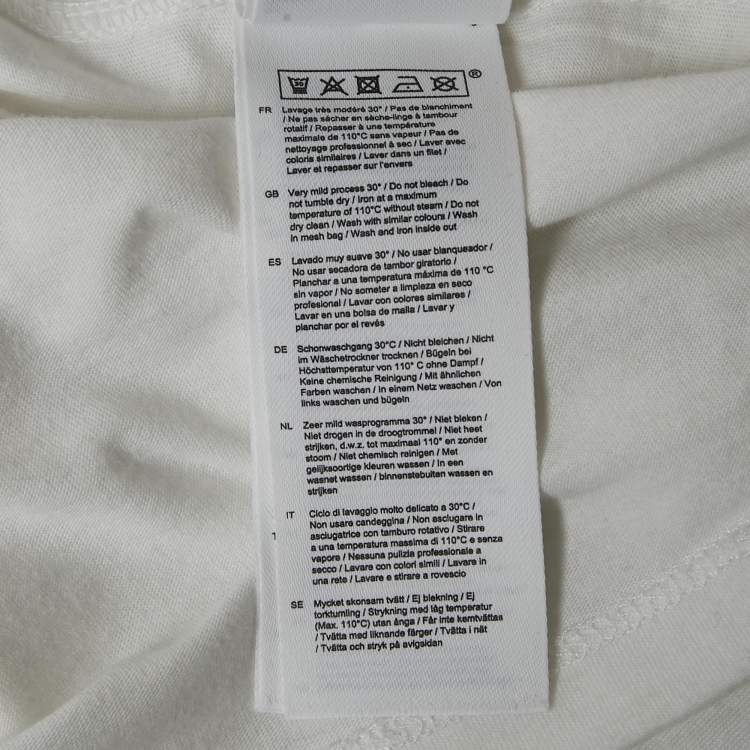 30
®
FR Lavage très modéré 30° / Pas de blanchiment
/ Ne pas sécher en sèche-linge à tambour
rotatif / Repasser à une température
maximale de 110°C sans vapeur / Pas de
nettoyage professionnel à sec / Laver avec
coloris similaires / Laver dans un filet /
Laver et repasser sur l'envers
GB Very mild process 30° / Do not bleach / Do
not tumble dry / Iron at a maximum
temperature of 110°C without steam / Do not
dry clean / Wash with similar colours / Wash
in mesh bag / Wash and iron inside out
ES Lavado muy suave 30° / No usar blanqueador /
No usar secadora de tambor giratorio /
Planchar a una temperatura máxima de 110 °C
sin vapor / No someter a limpieza en seco
profesional / Lavar con colores similares /
Lavar en una bolsa de malla / Lavar y
planchar por el revés
DE Schonwaschgang 30°C / Nicht bleichen / Nicht
im Wäschetrockner trocknen / Bügeln bei
Höchsttemperatur von 110° C ohne Dampf /
Keine chemische Reinigung / Mit ähnlichen
Farben waschen / In einem Netz waschen / Von
links waschen und bügeln
NL Zeer mild wasprogramma 30° / Niet bleken /
Niet drogen in de droogtrommel / Niet heet
strijken, d.w.z. tot maximaal 110° en zonder
stoom / Niet chemisch reinigen / Met
gelijksoortige kleuren wassen / In een
wasnet wassen / binnenstebuiten wassen en
strijken
IT Ciclo di lavaggio molto delicato a 30°C /
Non usare candeggina / Non asciugare in
asciugatrice con tamburo rotativo / Stirare
a una temperatura massima di 110°C e senza
vapore / Nessuna pulizia professionale a
secco / Lavare con colori simili / Lavare in
una rete / Lavare e stirare a rovescio
SE Mycket skonsam tvätt / Ej blekning / Ej
torktumling / Strykning med låg temperatur
(Max. 110°C) utan ånga / Får inte kemtvättas
/ Tvätta med liknande färger / Tvätta i nät
/ Tvätta och stryk på avigsidan